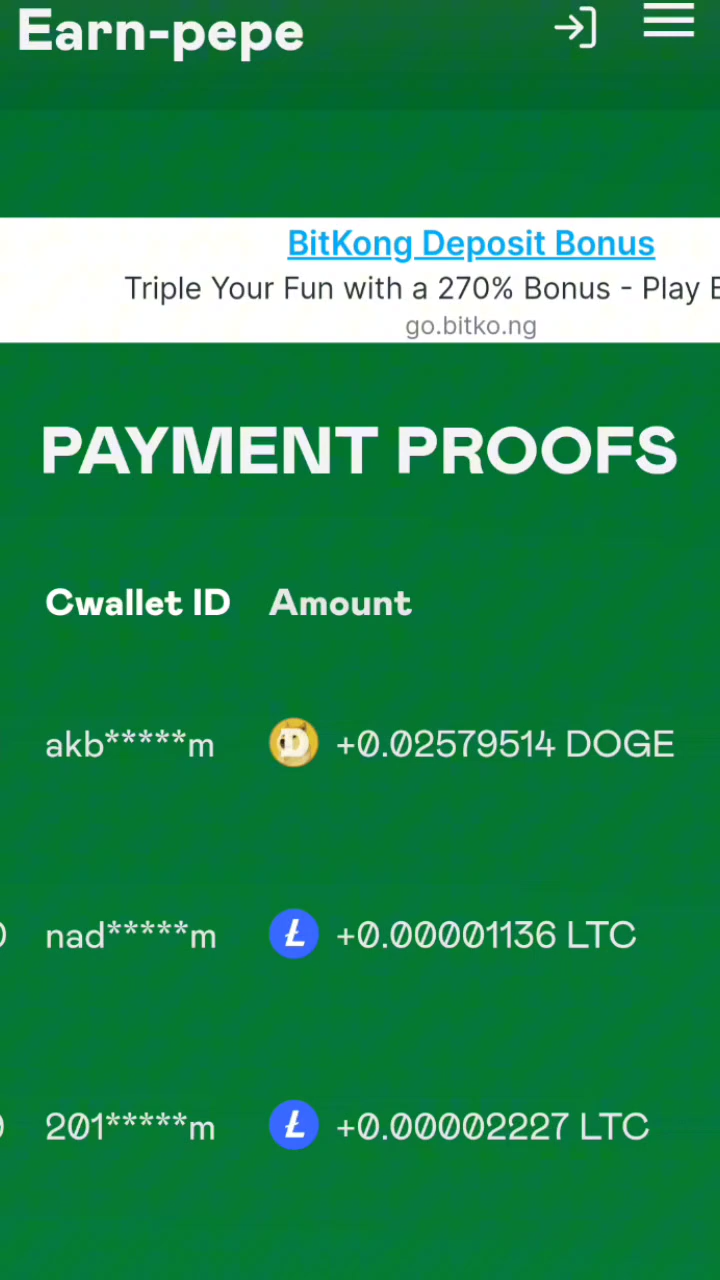 Earn-pepe
BitKong Deposit Bonus
Triple Your Fun with a 270% Bonus - Play
go.bitko.ng
PAYMENT PROOFS
Cwallet ID Amount
akb*****m +0.02579514 DOGE
nad*****m +0.00001136 LTC
201*****m +0.00002227 LTC